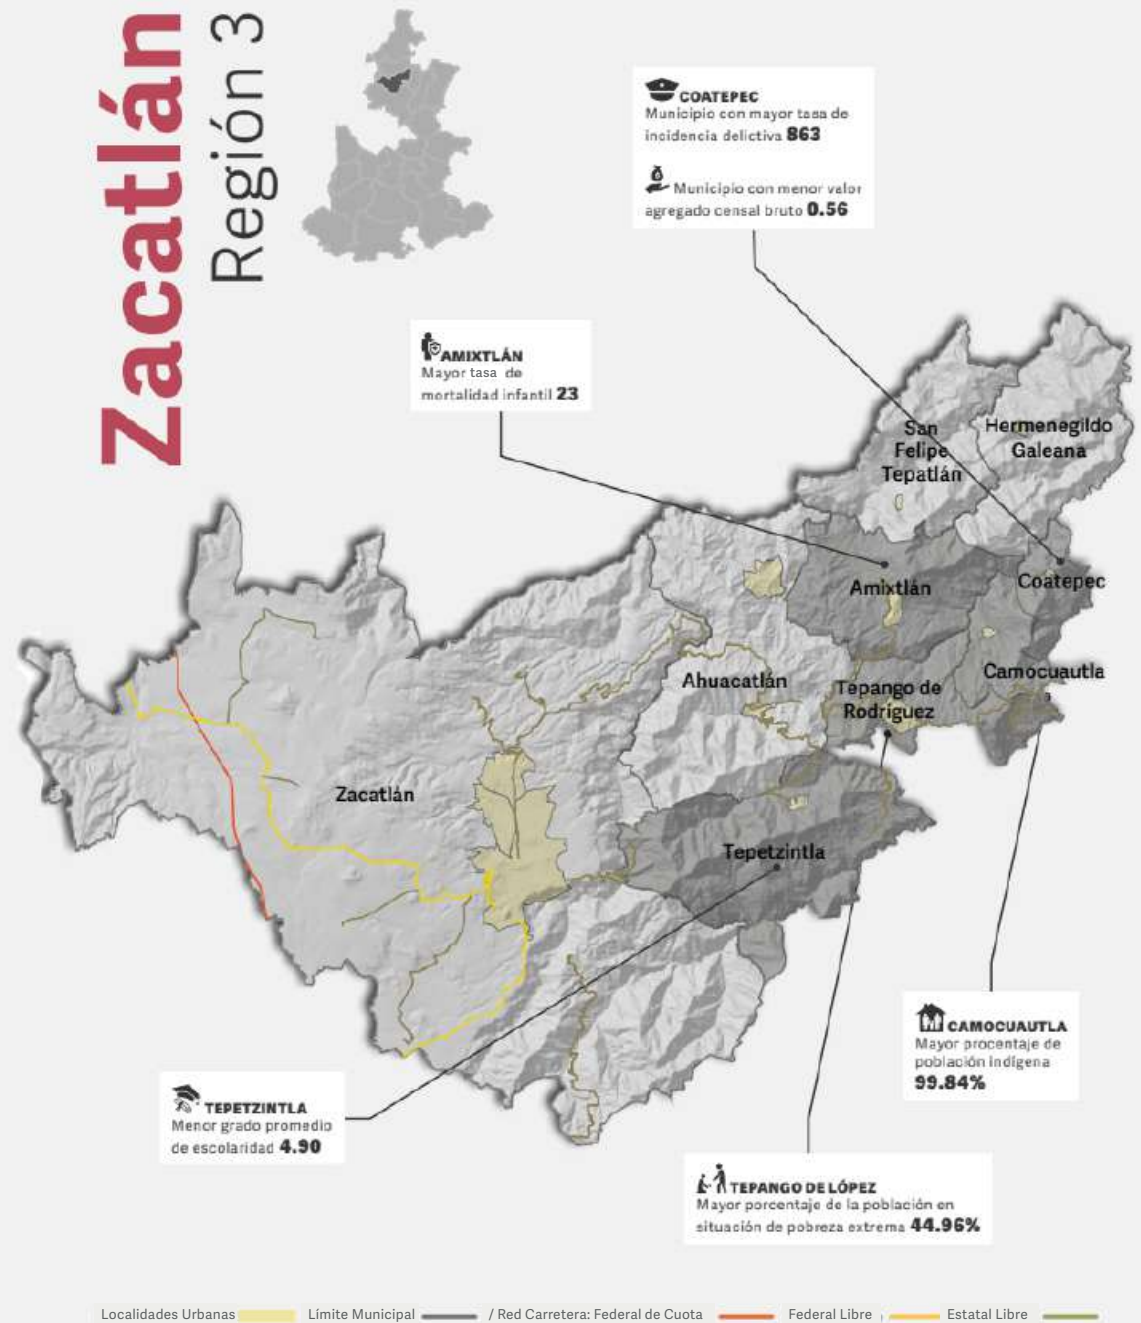 Zacatlán
Región 3
COATEPEC
Municipio con mayor tasa de
incidencia delictiva 863
Municipio con menor valor
agregado censal bruto 0.56
AMIXTLÁN
Mayor tasa de
mortalidad infantil 23
San
Felipe
Tepatlán
Hermenegildo
Galeana
Amixtlán
Coatepec
Ahuacatlán
Tepango de
Rodríguez
Camocuautla
Zacatlán
Tepetzintla
CAMOCUAUTLA
Mayor procentaje de
población indígena
99.84%
TEPETZINTLA
Menor grado promedio
de escolaridad 4.90
TEPANGO DE LÓPEZ
Mayor porcentaje de la población en
situación de pobreza extrema 44.96%
Localidades Urbanas Límite Municipal / Red Carretera: Federal de Cuota Federal Libre Estatal Libre